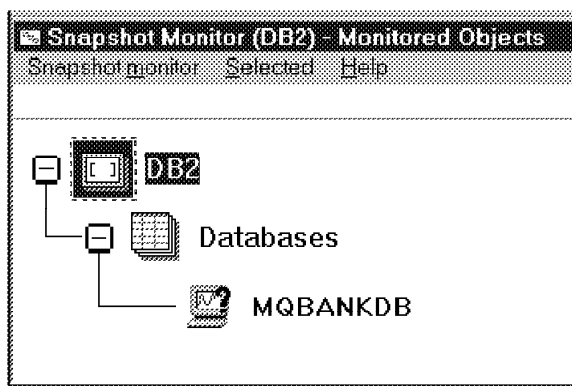 Snapshot Monitor (DB2) - Monitored Objects
Snapshot monitor Selected Help
DB2
Databases
MQBANKDB